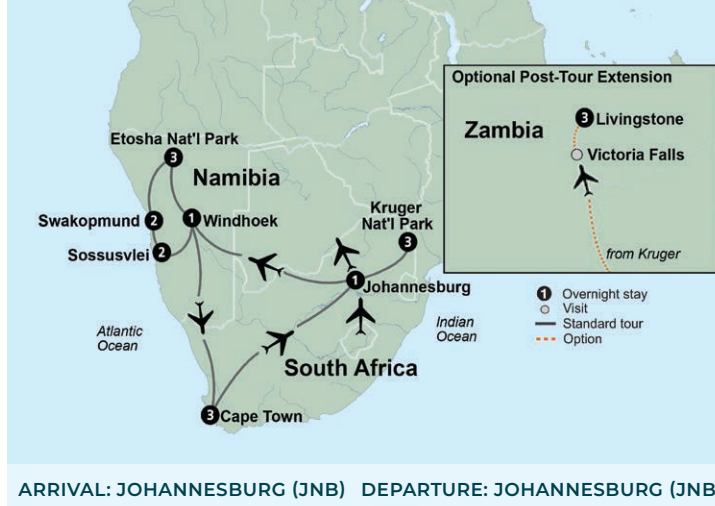 Optional Post-Tour Extension
3 Livingstone
Zambia
Victoria Falls
from Kruger
Etosha Nat'l Park
3
Namibia
Swakopmund 2
1 Windhoek
Sossusvlei 2
Kruger
Nat'l Park
3
1
Johannesburg
Atlantic
Ocean
Indian
Ocean
South Africa
3 Cape Town
1 Overnight stay
Visit
Standard tour
Option
ARRIVAL: JOHANNESBURG (JNB) DEPARTURE: JOHANNESBURG (JNB